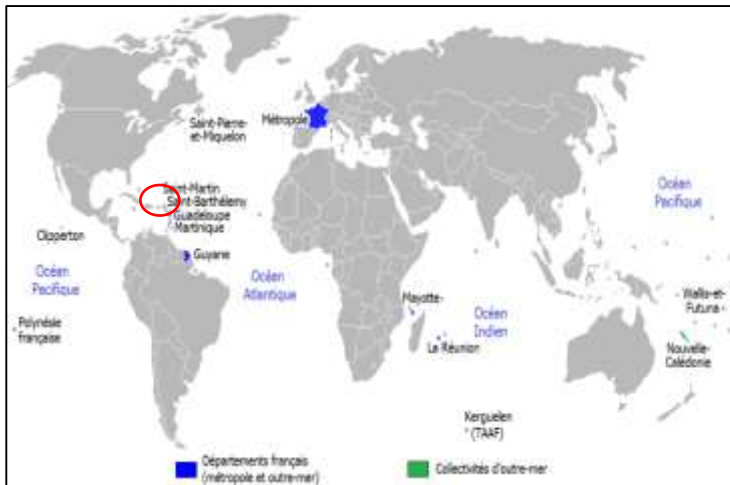 Saint-Pierre-
et-Miquelon
Métropole
Saint-Martin
Saint-Barthélemy
Guadeloupe
Martinique
Océan
Pacifique
Clipperton
Guyane
Océan
Pacifique
Océan
Atlantique
Mayotte
Océan
Indien
Wallis-et-
Futuna
Polynésie
française
La Réunion
Nouvelle-
Calédonie
Kerguelen
(TAAF)
Départements français
(métropole et outre-mer)
Collectivités d'outre-mer